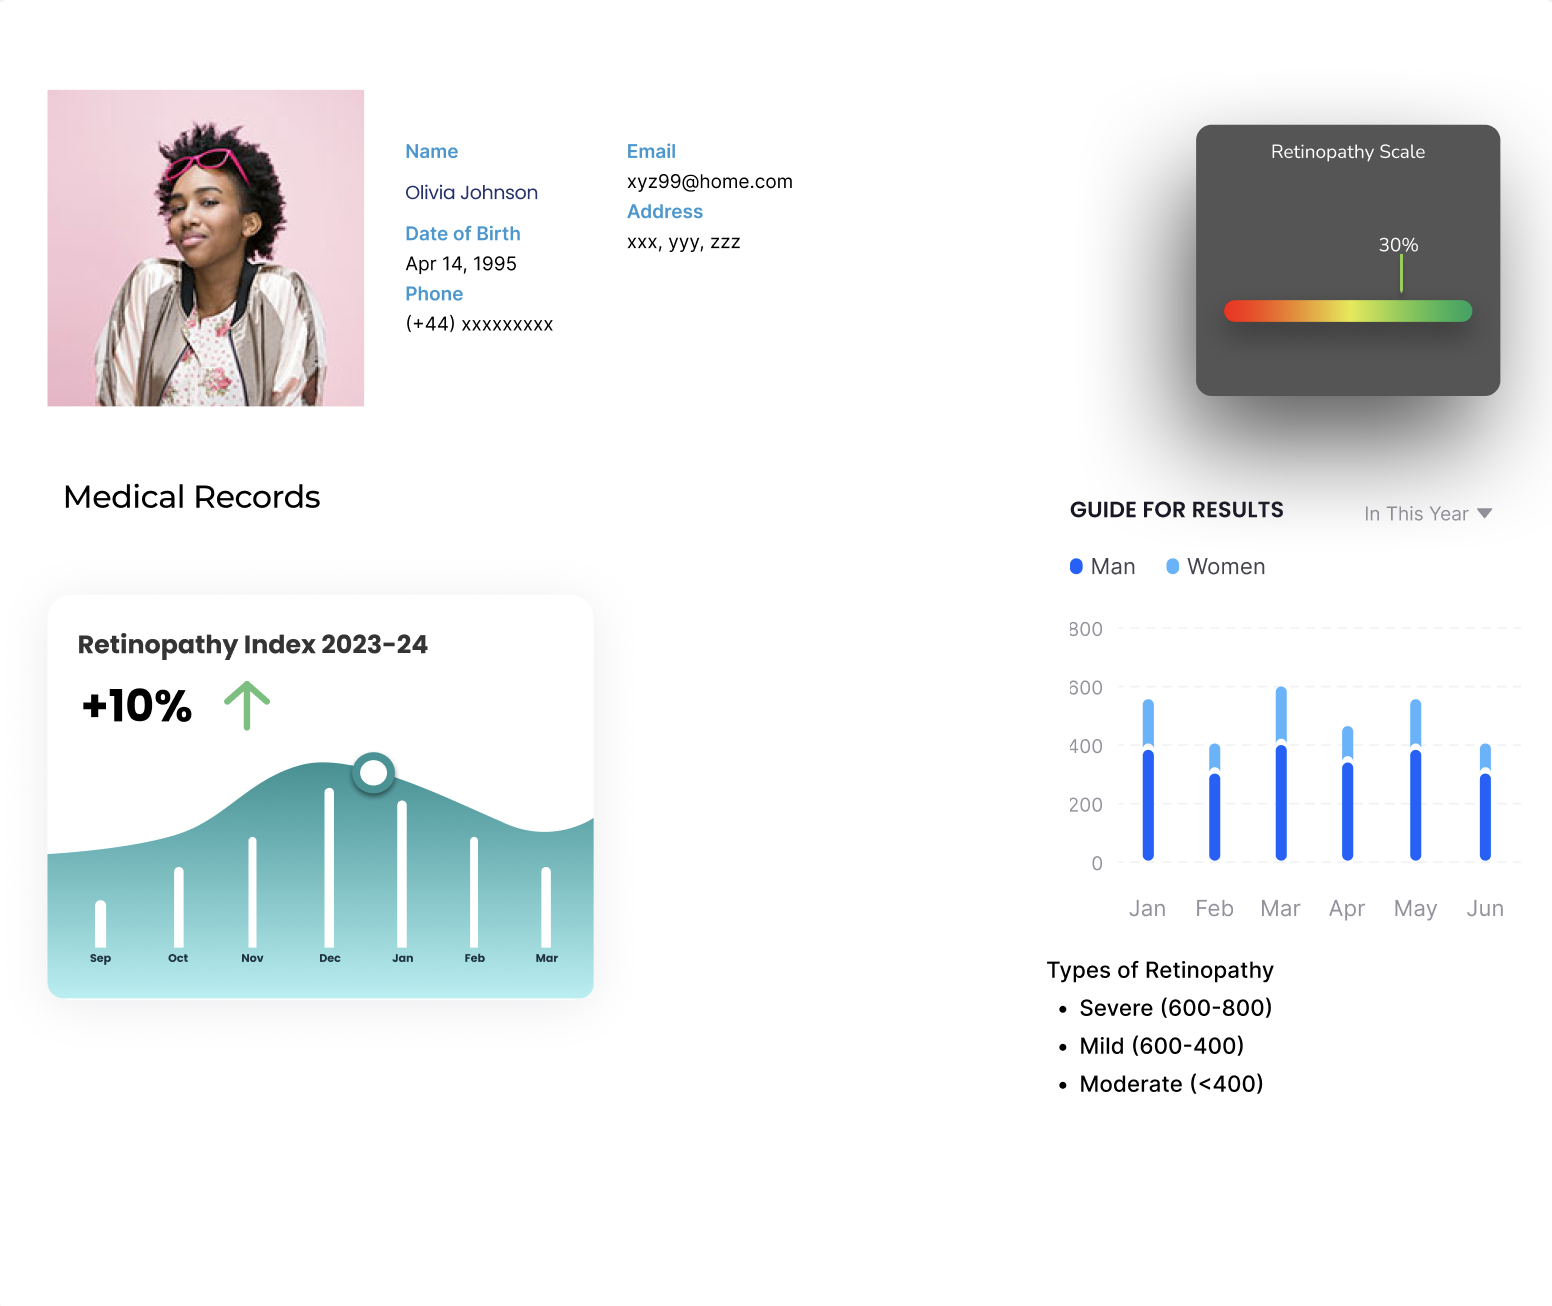 Name
Olivia Johnson
Date of Birth
Apr 14, 1995
Phone
(+44) xxxxxxxxx
Email
xyz99@home.com
Address
xxx, yyy, zzz
Retinopathy Scale
30%
Medical Records
Retinopathy Index 2023-24
+10%
Sep Oct Nov Dec Jan Feb Mar
GUIDE FOR RESULTS
In This Year
Man Women
800
600
400
200
0
Jan Feb Mar Apr May Jun
Types of Retinopathy
• Severe (600-800)
• Mild (600-400)
• Moderate (<400)